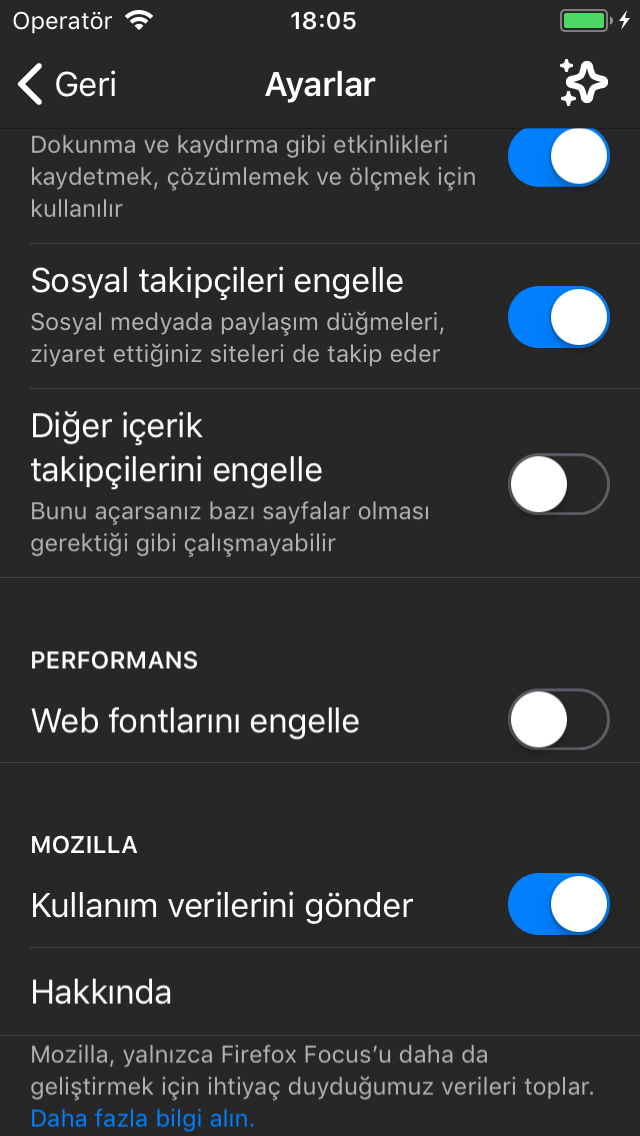 Operatör 18:05
Geri Ayarlar
Dokunma ve kaydırma gibi etkinlikleri
kaydetmek, çözümlemek ve ölçmek için
kullanılır
Sosyal takipçileri engelle
Sosyal medyada paylaşım düğmeleri,
ziyaret ettiğiniz siteleri de takip eder
Diğer içerik
takipçilerini engelle
Bunu açarsanız bazı sayfalar olması
gerektiği gibi çalışmayabilir
PERFORMANS
Web fontlarını engelle
MOZILLA
Kullanım verilerini gönder
Hakkında
Mozilla, yalnızca Firefox Focus’u daha da
geliştirmek için ihtiyaç duyduğumuz verileri toplar.
Daha fazla bilgi alın.